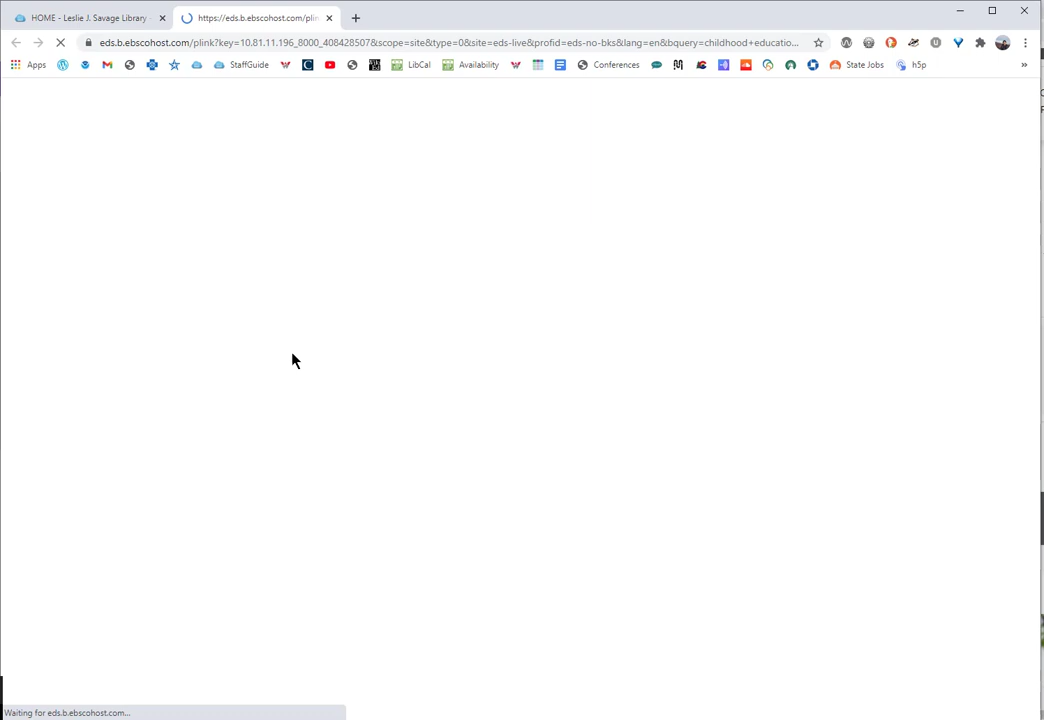 HOME - Leslie J. Savage Library
https://eds.b.ebscohost.com/plin
eds.b.ebscohost.com/plink?key=10.81.11.196_8000_408428507&scope=site&type=0&site=eds-live&profid=eds-no-bks&lang=en&bquery=childhood+educatio...
Apps StaffGuide LibCal Availability Conferences State Jobs h5p »
Waiting for eds.b.ebscohost.com...